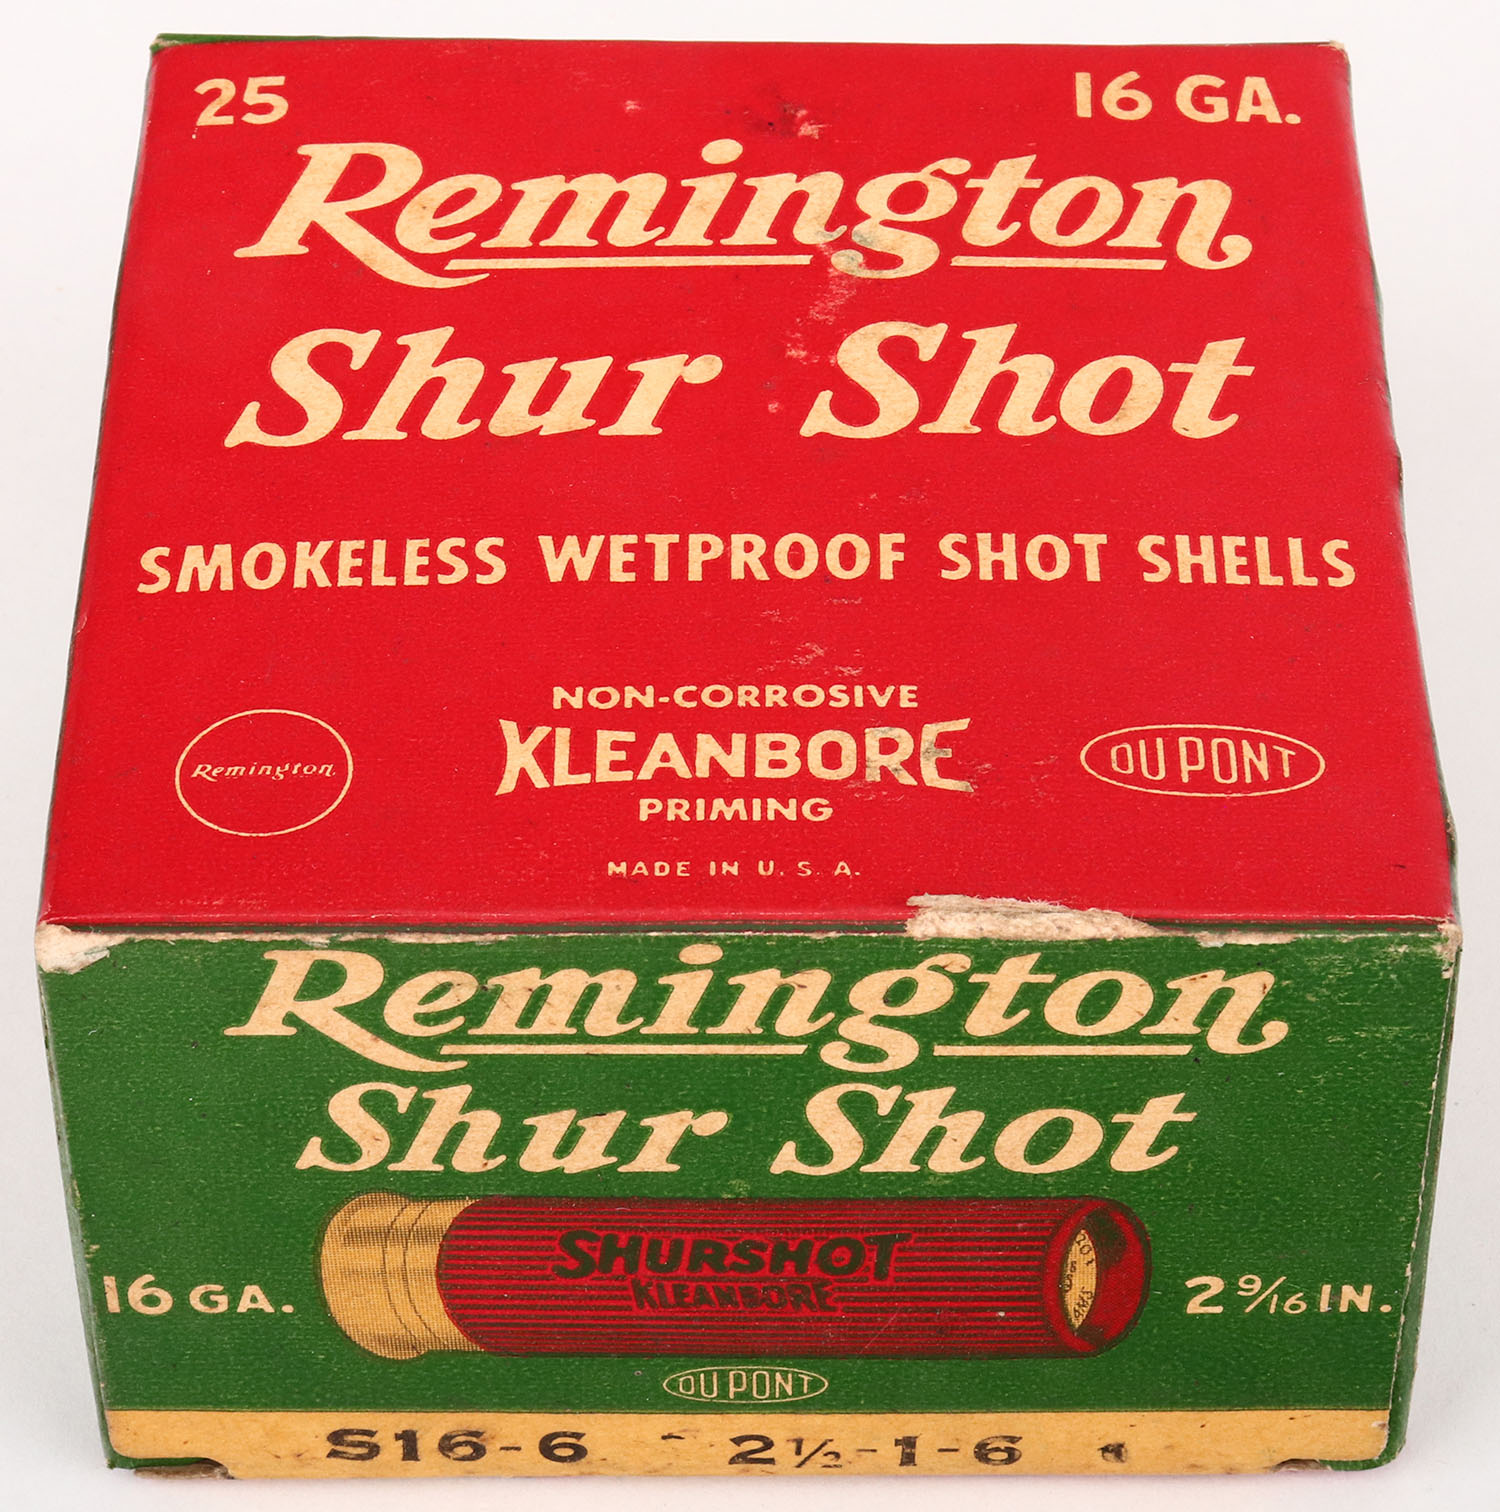 25 16 GA.
Remington
Shur Shot
SMOKELESS WETPROOF SHOT SHELLS
NON-CORROSIVE
Remington KLEANBORE DU PONT
PRIMING
MADE IN U. S. A.
Remington
Shur Shot
SHURSHOT
KLEANBORE
16 GA. 2 9/16 IN.
DU PONT
S16-6 - 2½-1-6